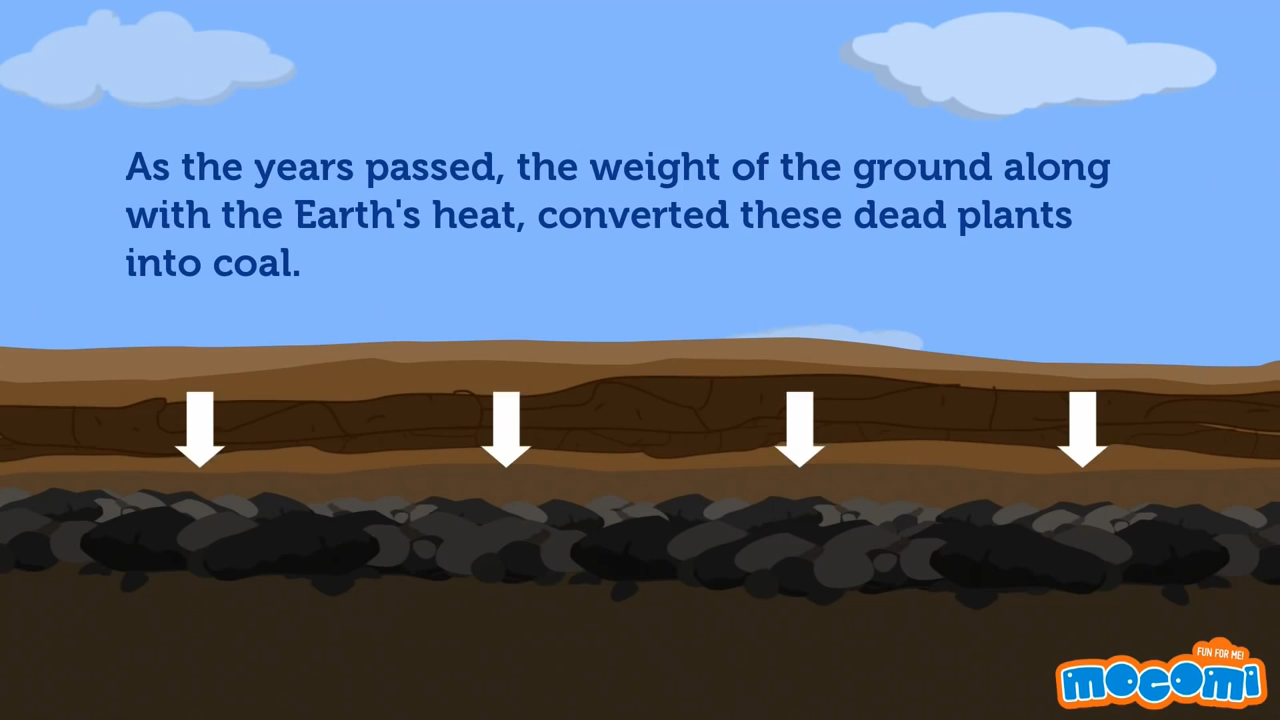 As the years passed, the weight of the ground along
with the Earth's heat, converted these dead plants
into coal.
FUN FOR ME!
mocomi